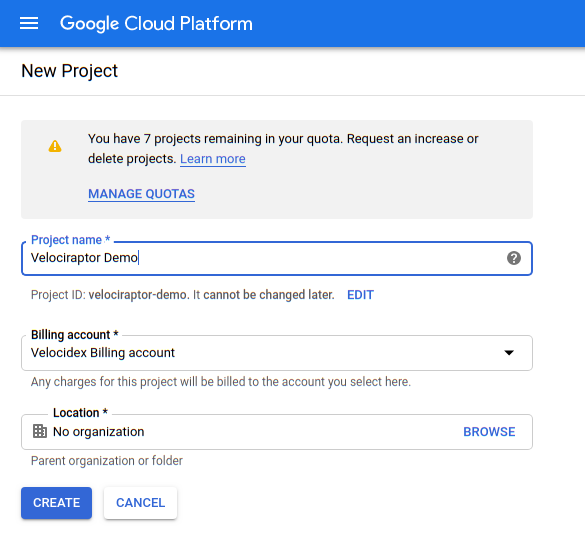 Google Cloud Platform
New Project
You have 7 projects remaining in your quota. Request an increase or
delete projects. Learn more
MANAGE QUOTAS
Project name *
Velociraptor Demo
Project ID: velociraptor-demo. It cannot be changed later. EDIT
Billing account *
Velocidex Billing account
Any charges for this project will be billed to the account you select here.
Location *
No organization BROWSE
Parent organization or folder
CREATE CANCEL